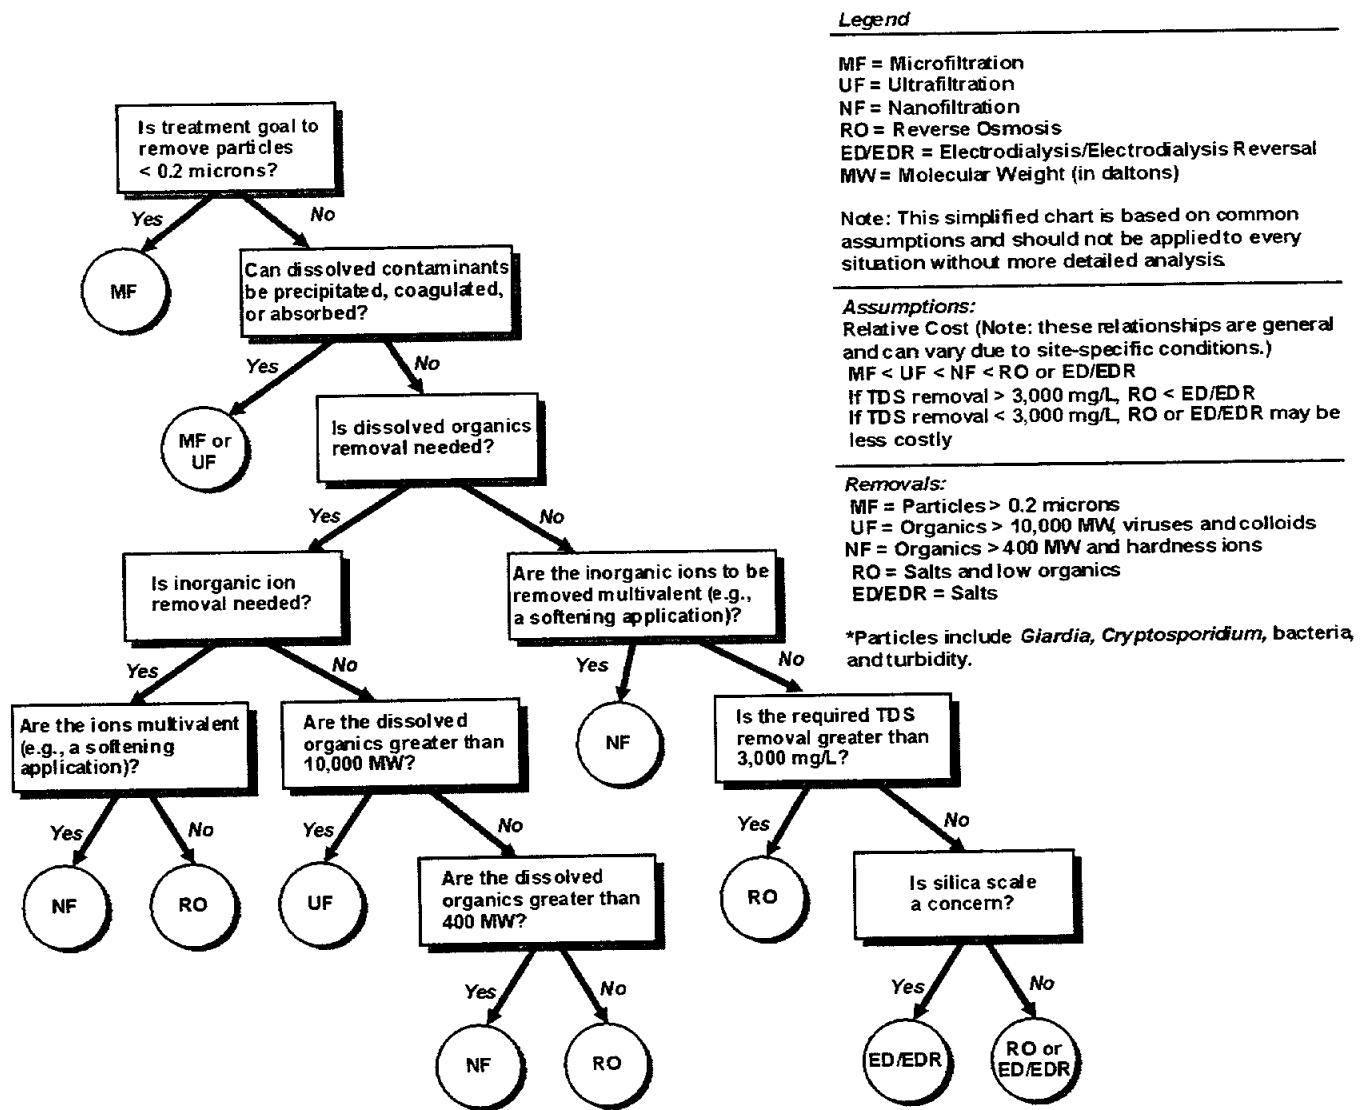 Legend
MF = Microfiltration
UF = Ultrafiltration
NF = Nanofiltration
RO = Reverse Osmosis
ED/EDR = Electrodialysis/Electrodialysis Reversal
MW = Molecular Weight (in daltons)
Note: This simplified chart is based on common
assumptions and should not be applied to every
situation without more detailed analysis.
Assumptions:
Relative Cost (Note: these relationships are general
and can vary due to site-specific conditions.)
MF < UF < NF < RO or ED/EDR
If TDS removal > 3,000 mg/L, RO < ED/EDR
If TDS removal < 3,000 mg/L, RO or ED/EDR may be
less costly
Removals:
MF = Particles > 0.2 microns
UF = Organics > 10,000 MW, viruses and colloids
NF = Organics > 400 MW and hardness ions
RO = Salts and low organics
ED/EDR = Salts
*Particles include Giardia, Cryptosporidium, bacteria,
and turbidity.
Is treatment goal to
remove particles
< 0.2 microns?
Yes
No
MF
Can dissolved contaminants
be precipitated, coagulated,
or absorbed?
Yes
No
MF or
UF
Is dissolved organics
removal needed?
Yes
No
Is inorganic ion
removal needed?
Are the inorganic ions to be
removed multivalent (e.g.,
a softening application)?
Yes
No
Yes
No
Are the ions multivalent
(e.g., a softening
application)?
Are the dissolved
organics greater than
10,000 MW?
NF
Is the required TDS
removal greater than
3,000 mg/L?
Yes
No
Yes
No
Yes
No
NF
RO
UF
Are the dissolved
organics greater than
400 MW?
RO
Is silica scale
a concern?
Yes
No
Yes
No
NF
RO
ED/EDR
RO or
ED/EDR